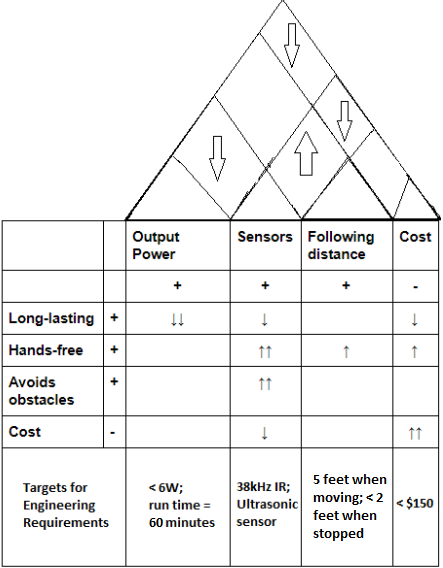 Output Power
Sensors
Following distance
Cost
+
+
+
-
Long-lasting + ↓↓ ↓ ↓
Hands-free + ↑↑ ↑ ↑
Avoids obstacles + ↑↑
Cost - ↓ ↑↑
Targets for
Engineering
Requirements
< 6W;
run time =
60 minutes
38kHz IR;
Ultrasonic
sensor
5 feet when
moving; < 2
feet when
stopped
< $150